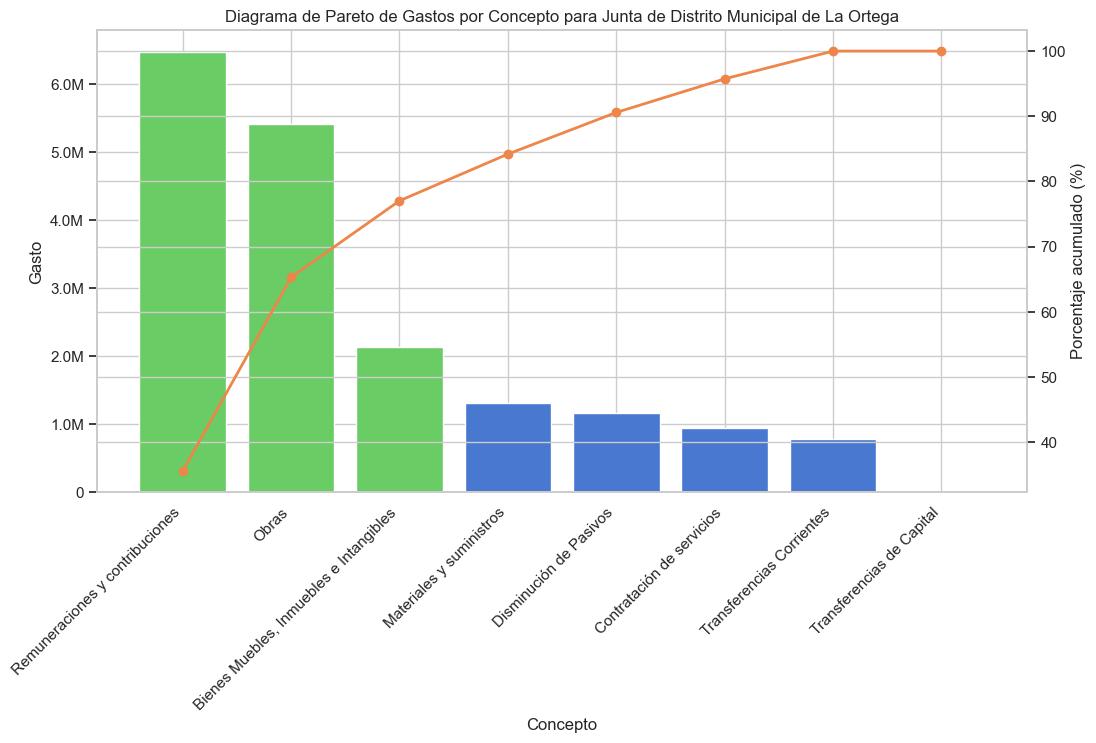 Diagrama de Pareto de Gastos por Concepto para Junta de Distrito Municipal de La Ortega
Gasto
6.0M
5.0M
4.0M
3.0M
2.0M
1.0M
0
Porcentaje acumulado (%)
100
90
80
70
60
50
40
Remuneraciones y contribuciones
Obras
Bienes Muebles, Inmuebles e Intangibles
Materiales y suministros
Disminución de Pasivos
Contratación de servicios
Transferencias Corrientes
Transferencias de Capital
Concepto